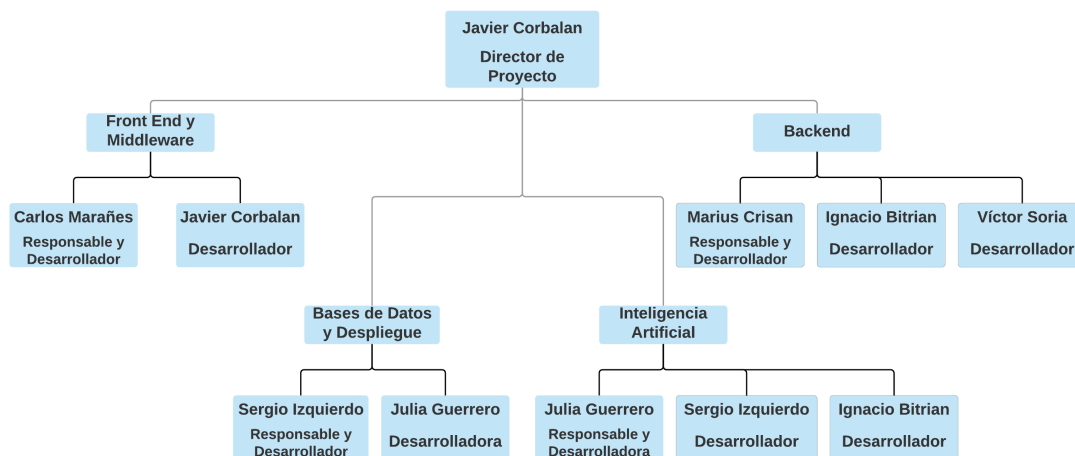 Javier Corbalan
Director de
Proyecto
Front End y
Middleware
Backend
Carlos Marañes
Responsable y
Desarrollador
Javier Corbalan
Desarrollador
Marius Crisan
Responsable y
Desarrollador
Ignacio Bitrian
Desarrollador
Víctor Soria
Desarrollador
Bases de Datos
y Despliegue
Inteligencia
Artificial
Sergio Izquierdo
Responsable y
Desarrollador
Julia Guerrero
Desarrolladora
Julia Guerrero
Responsable y
Desarrolladora
Sergio Izquierdo
Desarrollador
Ignacio Bitrian
Desarrollador